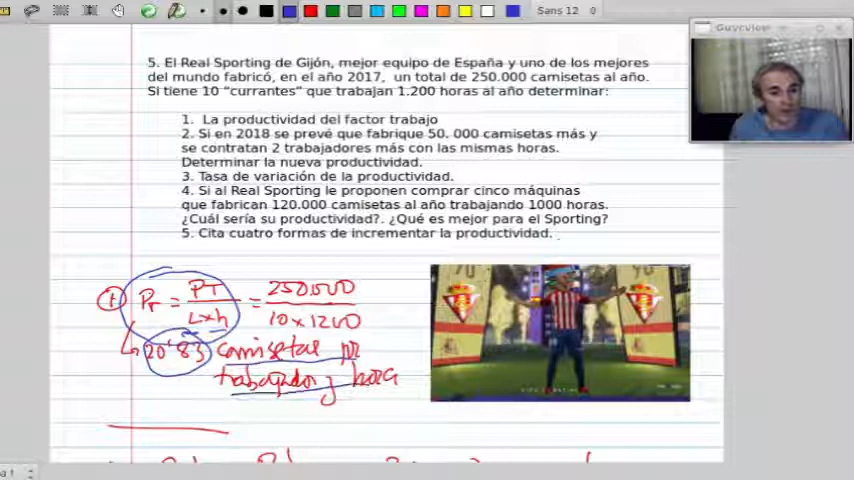 Sans 12
5. El Real Sporting de Gijón, mejor equipo de España y uno de los mejores
del mundo fabricó, en el año 2017, un total de 250.000 camisetas al año.
Si tiene 10 “currantes” que trabajan 1.200 horas al año determinar:
1. La productividad del factor trabajo
2. Si en 2018 se prevé que fabrique 50. 000 camisetas más y
se contratan 2 trabajadores más con las mismas horas.
Determinar la nueva productividad.
3. Tasa de variación de la productividad.
4. Si al Real Sporting le proponen comprar cinco máquinas
que fabrican 120.000 camisetas al año trabajando 1000 horas.
¿Cuál sería su productividad?. ¿Qué es mejor para el Sporting?
5. Cita cuatro formas de incrementar la productividad.
① Pr = PT / L×h = 250.000 / 10 x 1200
20'83 camisetas por
trabajador y hora